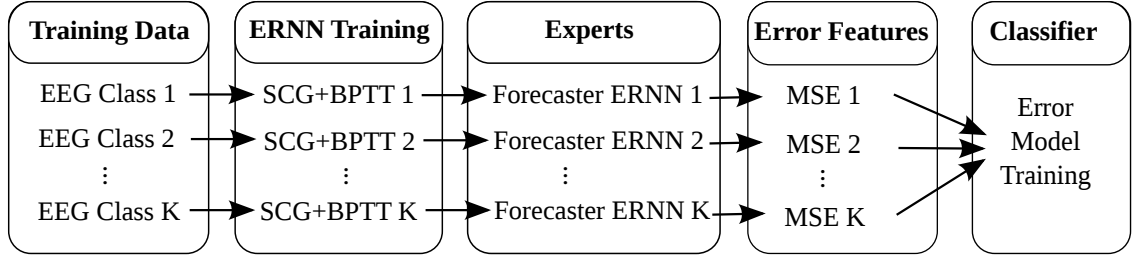 Training Data
EEG Class 1
EEG Class 2
⋮
EEG Class K
ERNN Training
SCG+BPTT 1
SCG+BPTT 2
⋮
SCG+BPTT K
Experts
Forecaster ERNN 1
Forecaster ERNN 2
⋮
Forecaster ERNN K
Error Features
MSE 1
MSE 2
⋮
MSE K
Classifier
Error
Model
Training